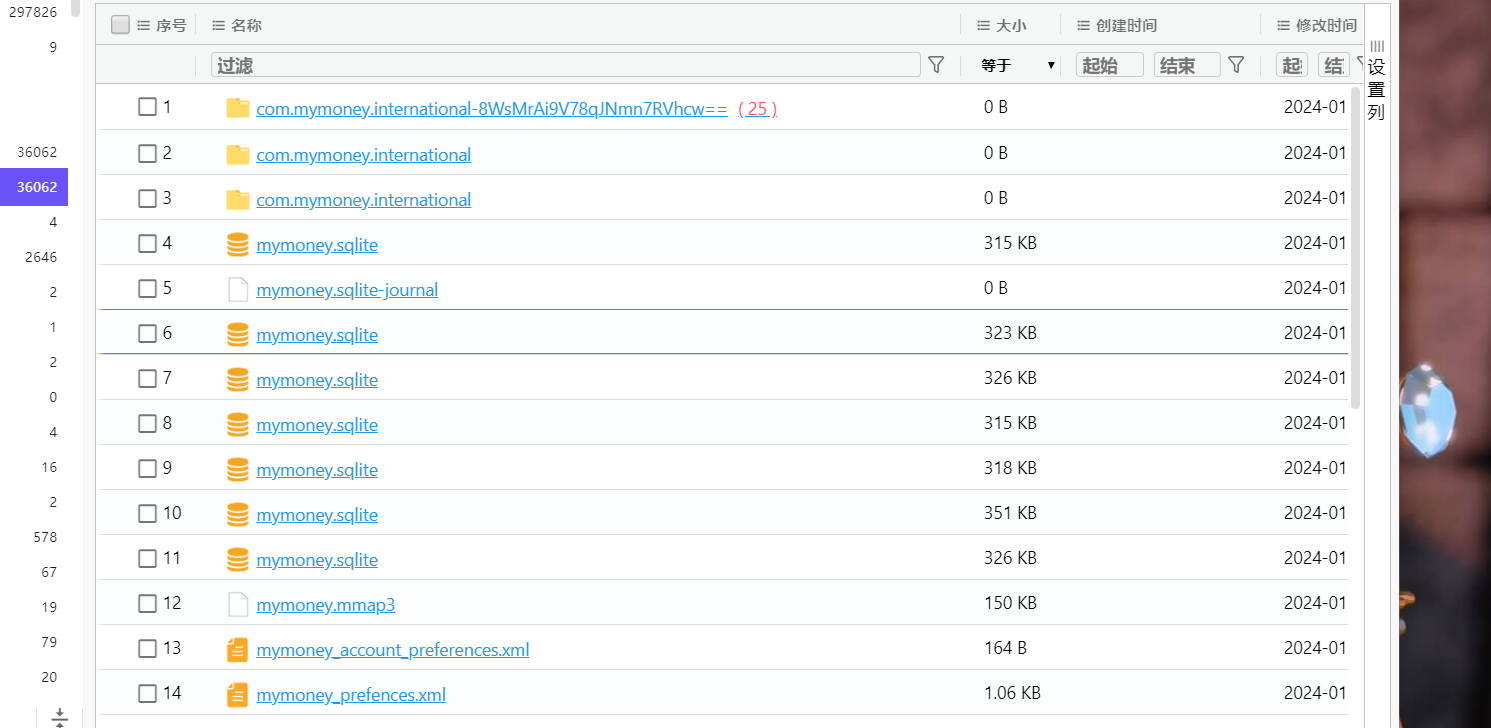 297826
9
36062
36062
4
2646
2
1
2
0
4
16
2
578
67
19
79
20
序号 名称 大小 创建时间 修改时间
过滤 等于 起始 结束
设置列
1 com.mymoney.international-8WsMrAi9V78qJNmn7RVhcw== ( 25 ) 0 B 2024-01
2 com.mymoney.international 0 B 2024-01
3 com.mymoney.international 0 B 2024-01
4 mymoney.sqlite 315 KB 2024-01
5 mymoney.sqlite-journal 0 B 2024-01
6 mymoney.sqlite 323 KB 2024-01
7 mymoney.sqlite 326 KB 2024-01
8 mymoney.sqlite 315 KB 2024-01
9 mymoney.sqlite 318 KB 2024-01
10 mymoney.sqlite 351 KB 2024-01
11 mymoney.sqlite 326 KB 2024-01
12 mymoney.mmap3 150 KB 2024-01
13 mymoney_account_preferences.xml 164 B 2024-01
14 mymoney_prefences.xml 1.06 KB 2024-01